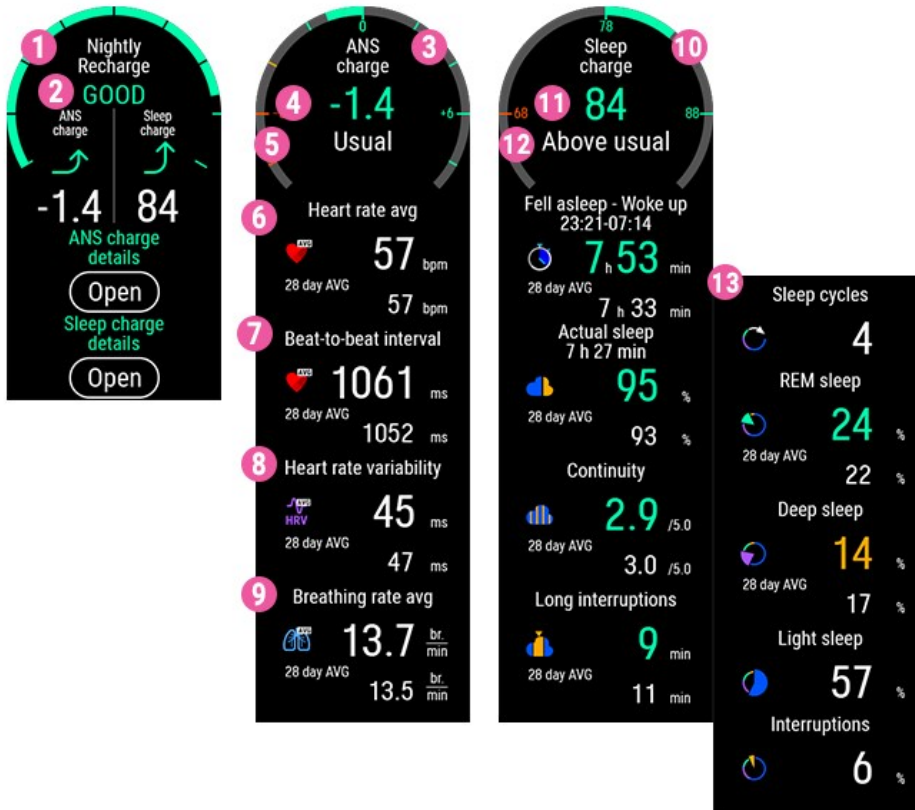 1
Nightly
Recharge
2
GOOD
ANS
charge
Sleep
charge
-1.4
84
ANS charge
details
Open
Sleep charge
details
Open
0
3
ANS
charge
4
-1.4
+6
5
Usual
6
Heart rate avg
AVG
57 bpm
28 day AVG
57 bpm
7
Beat-to-beat interval
AVG
1061 ms
28 day AVG
1052 ms
8
Heart rate variability
AVG
HRV
45 ms
28 day AVG
47 ms
9
Breathing rate avg
AVG
13.7 br./min
28 day AVG
13.5 br./min
78
10
Sleep
charge
68
11
84
88
12
Above usual
Fell asleep - Woke up
23:21-07:14
7 h 53 min
28 day AVG
7 h 33 min
Actual sleep
7 h 27 min
95 %
28 day AVG
93 %
Continuity
2.9 /5.0
28 day AVG
3.0 /5.0
Long interruptions
9 min
28 day AVG
11 min
13
Sleep cycles
4
REM sleep
24 %
28 day AVG
22 %
Deep sleep
14 %
28 day AVG
17 %
Light sleep
57 %
Interruptions
6 %